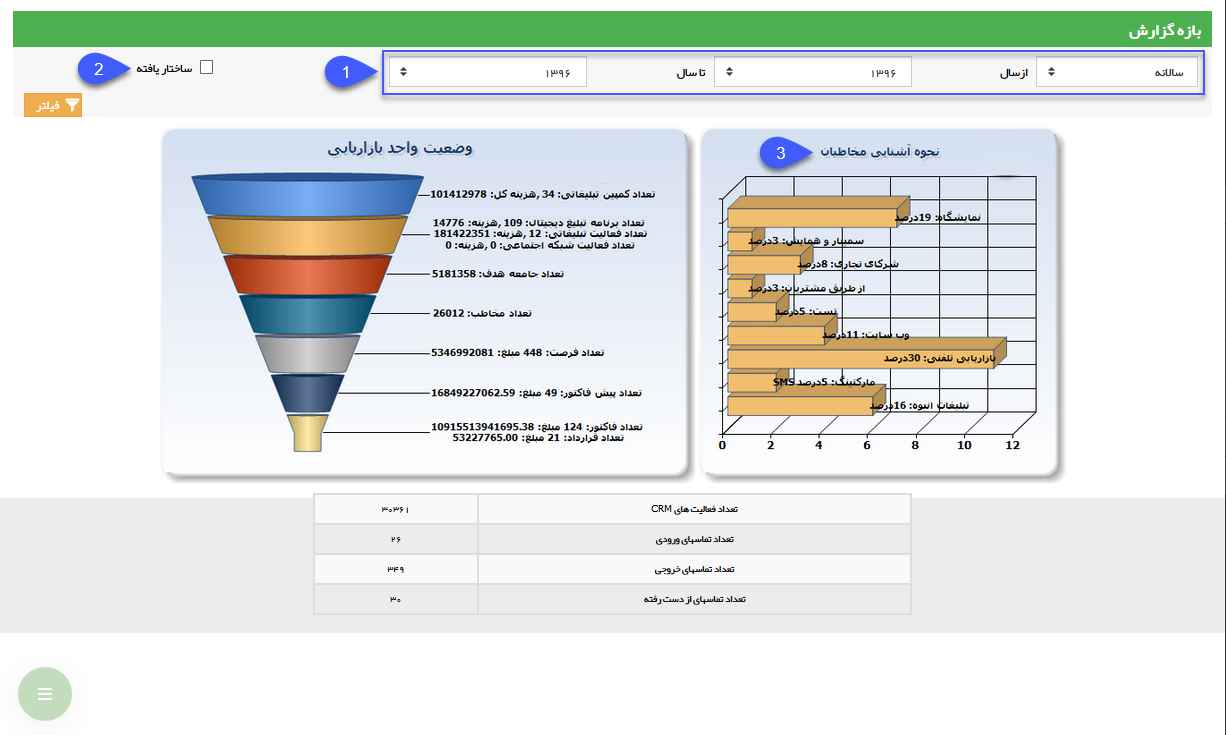 بازه گزارش
سالانه
از سال
۱۳۹۶
تا سال
۱۳۹۶
1
ساختار یافته
2
فیلتر
3
نحوه آشنایی مخاطبان
نمایشگاه: 19درصد
سمینار و همایش: 3درصد
شرکای تجاری: 8درصد
از طریق مشتریان: 3درصد
تست: 5درصد
وب سایت: 11درصد
بازاریابی تلفنی: 30درصد
مارکتینگ: 5درصد SMS
تبلیغات انبوه: 16درصد
0 2 4 6 8 10 12
وضعیت واحد بازاریابی
تعداد کمپین تبلیغاتی: 34 ,هزینه کل: 101412978
تعداد برنامه تبلیغ دیجیتال: 109 ,هزینه: 14776
تعداد فعالیت تبلیغاتی: 12 ,هزینه: 181422351
تعداد فعالیت شبکه اجتماعی: 0 ,هزینه: 0
تعداد جامعه هدف: 5181358
تعداد مخاطب: 26012
تعداد فرصت: 448 مبلغ: 5346992081
تعداد پیش فاکتور: 49 مبلغ: 16849227062.59
تعداد فاکتور: 124 مبلغ: 10915513941695.38
تعداد قرارداد: 21 مبلغ: 53227765.00
تعداد فعالیت های CRM ۳۰۳۶۱
تعداد تماسهای ورودی ۲۶
تعداد تماسهای خروجی ۳۴۹
تعداد تماسهای از دست رفته ۳۰